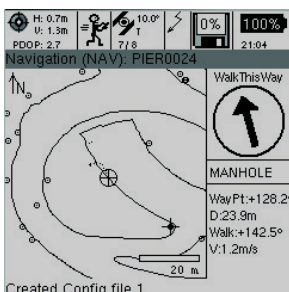 H: 0.7m
V: 1.3m
PDOP: 2.7
7/8
10.0°
T
0%
100%
21:04
Navigation (NAV): PIER0024
N
WalkThisWay
MANHOLE
WayPt:+128.2°
D:23.9m
Walk:+142.5°
V:1.2m/s
20 m
Created Config file 1